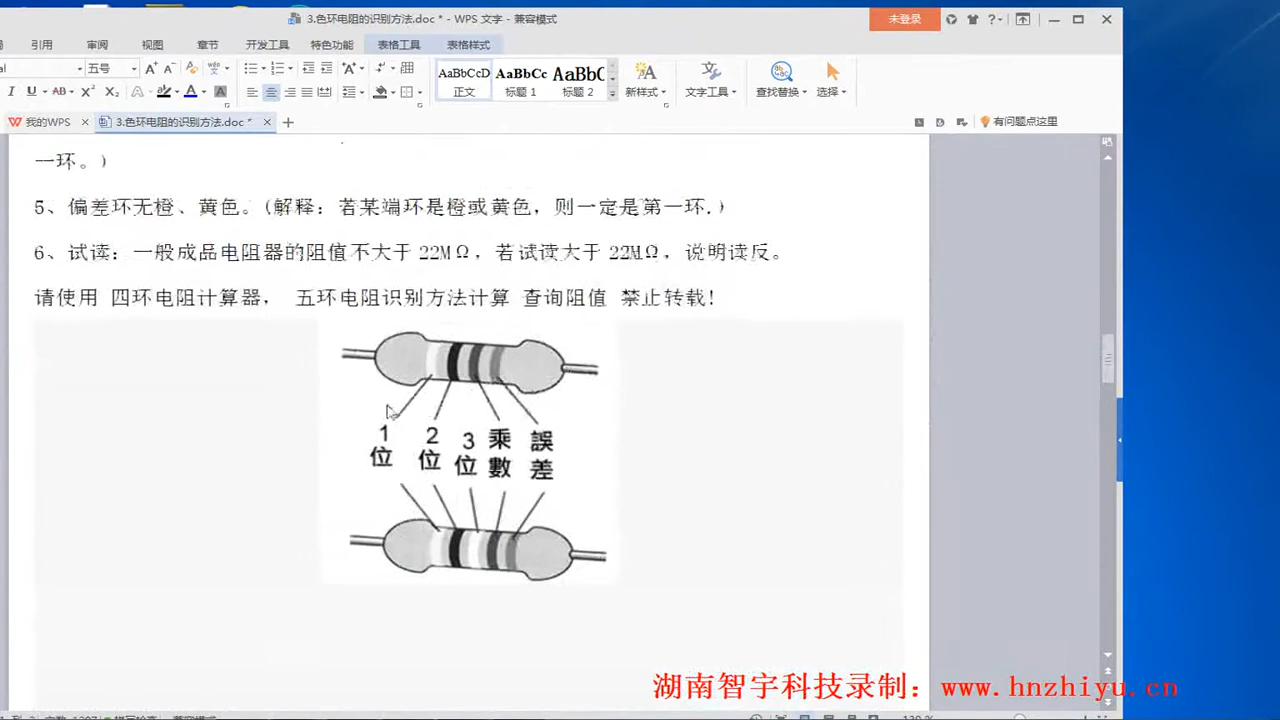 3.色环电阻的识别方法.doc * - WPS 文字 - 兼容模式
未登录
引用 审阅 视图 章节 开发工具 特色功能 表格工具 表格样式
五号
AaBbCcD AaBbCc AaBbC
正文 标题 1 标题 2 新样式 文字工具 查找替换 选择
我的WPS 3.色环电阻的识别方法.doc * 有问题点这里
一环。)
5、偏差环无橙、黄色。(解释：若某端环是橙或黄色，则一定是第一环.)
6、试读：一般成品电阻器的阻值不大于22MΩ，若试读大于22MΩ，说明读反。
请使用 四环电阻计算器， 五环电阻识别方法计算 查询阻值 禁止转载!
1位 2位 3位 乘數 誤差
湖南智宇科技录制：www.hnzhiyu.cn